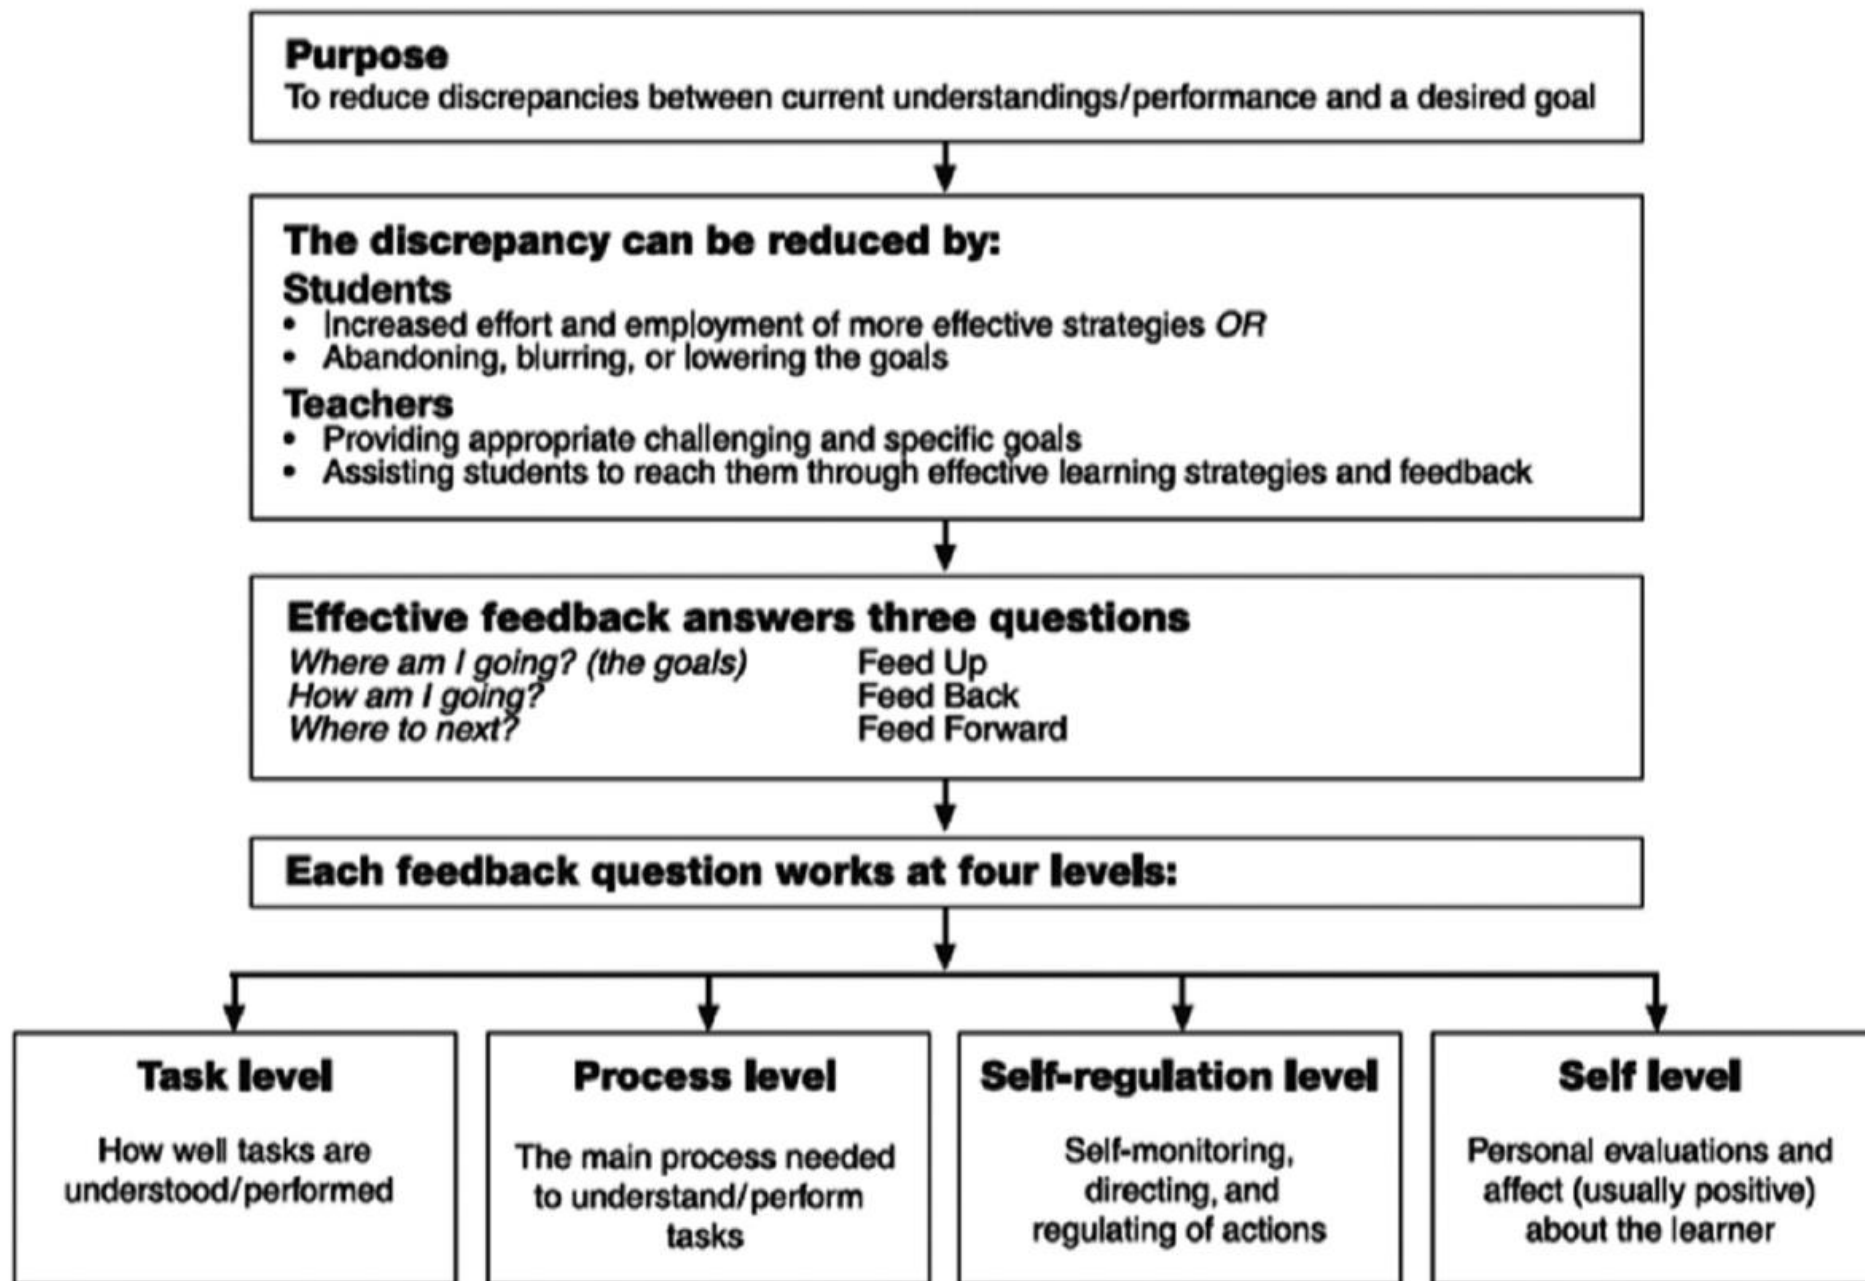 Purpose
To reduce discrepancies between current understandings/performance and a desired goal
The discrepancy can be reduced by:
Students
• Increased effort and employment of more effective strategies OR
• Abandoning, blurring, or lowering the goals
Teachers
• Providing appropriate challenging and specific goals
• Assisting students to reach them through effective learning strategies and feedback
Effective feedback answers three questions
Where am I going? (the goals) Feed Up
How am I going? Feed Back
Where to next? Feed Forward
Each feedback question works at four levels:
Task level
How well tasks are
understood/performed
Process level
The main process needed
to understand/perform
tasks
Self-regulation level
Self-monitoring,
directing, and
regulating of actions
Self level
Personal evaluations and
affect (usually positive)
about the learner